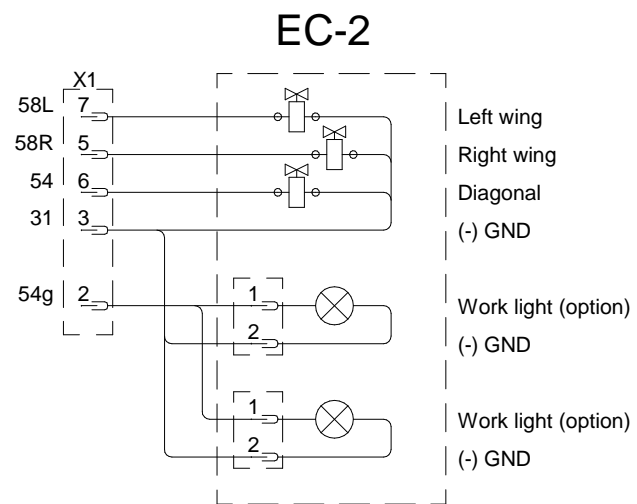 EC-2
X1
58L 7 Left wing
58R 5 Right wing
54 6 Diagonal
31 3 (-) GND
54g 2 1 Work light (option)
2 (-) GND
1 Work light (option)
2 (-) GND